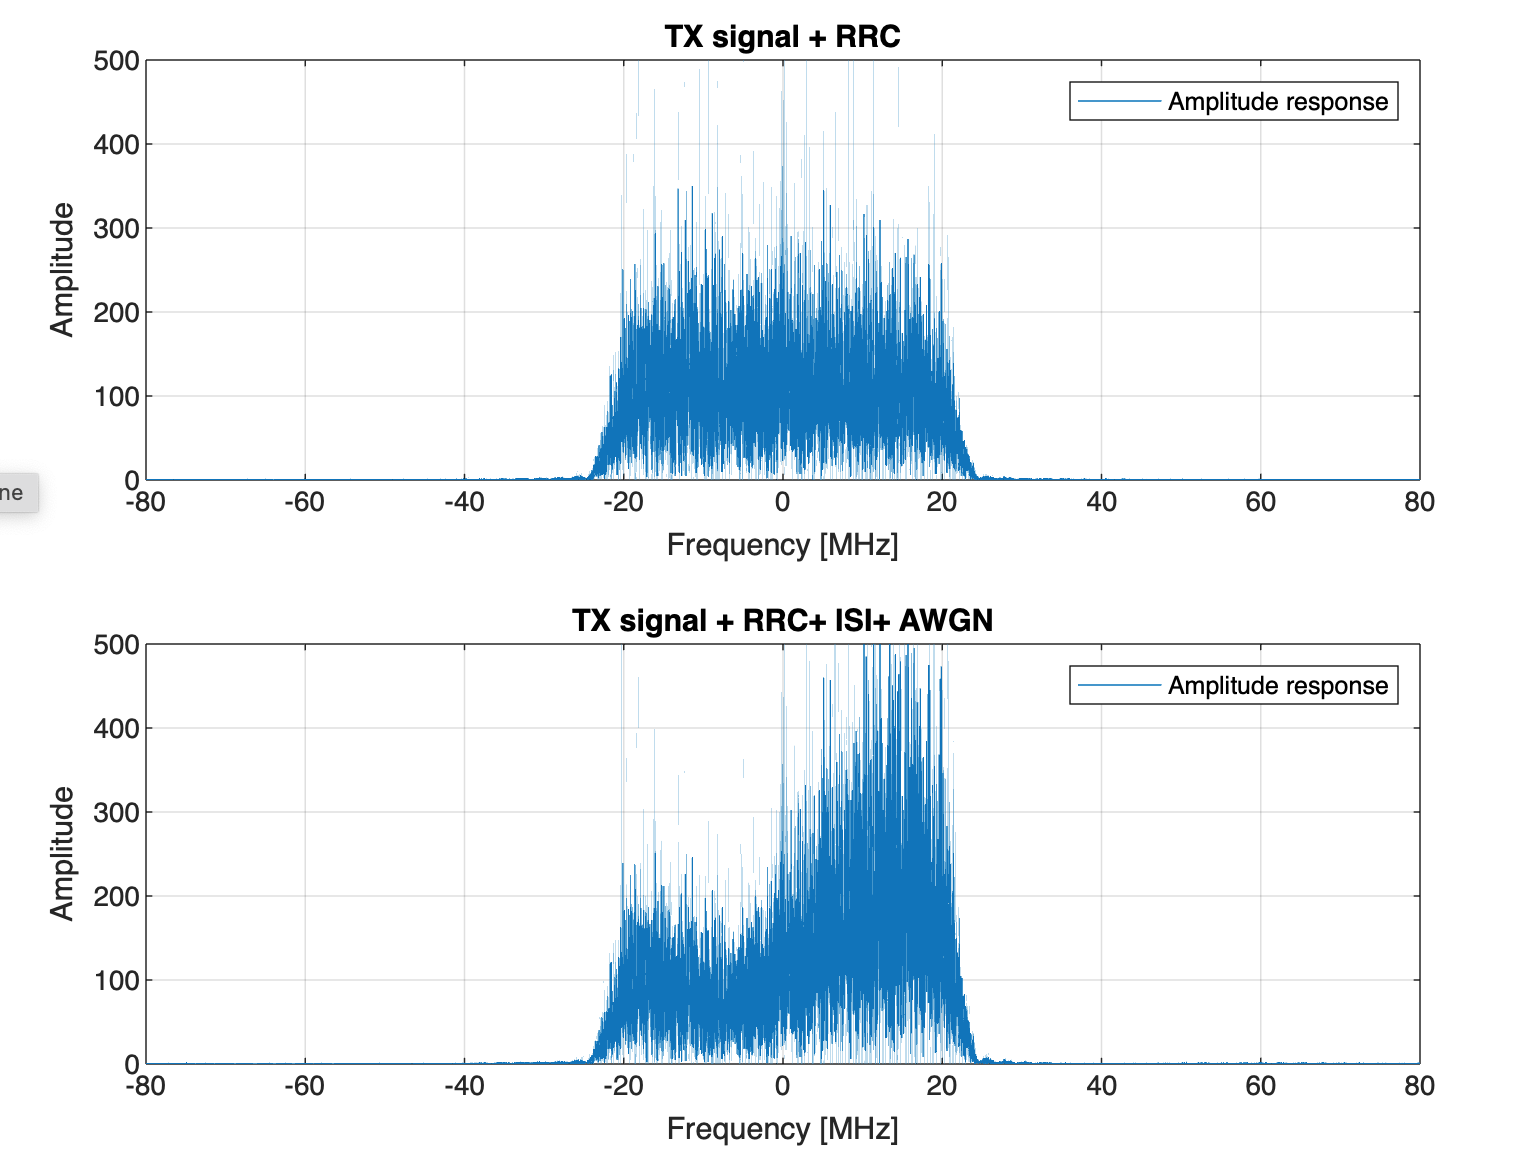 TX signal + RRC
500
400
300
200
100
0
Amplitude
Amplitude response
-80 -60 -40 -20 0 20 40 60 80
Frequency [MHz]
ne
TX signal + RRC+ ISI+ AWGN
500
400
300
200
100
0
Amplitude
Amplitude response
-80 -60 -40 -20 0 20 40 60 80
Frequency [MHz]